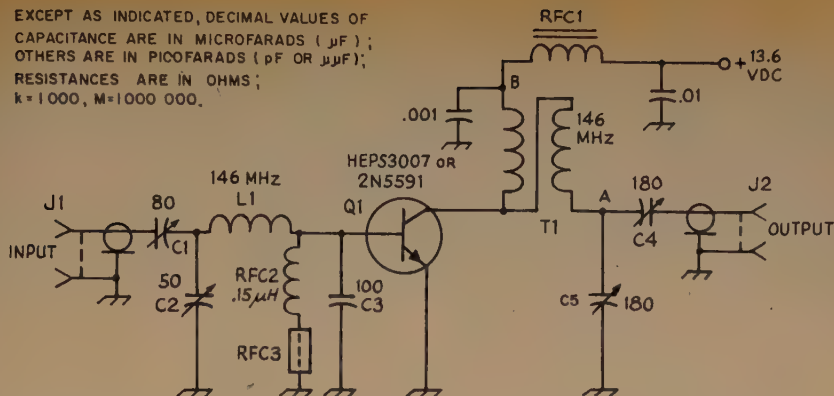 EXCEPT AS INDICATED, DECIMAL VALUES OF
CAPACITANCE ARE IN MICROFARADS ( µF ) ;
OTHERS ARE IN PICOFARADS ( pF OR µµF);
RESISTANCES ARE IN OHMS ;
k=1000, M=1000 000.
RFC1
+13.6
VDC
B
.001
.01
146
MHz
HEPS3007 OR
2N5591
146 MHz
L1
Q1
J1
80
C1
INPUT
50
C2
RFC2
.15µH
100
C3
RFC3
T1
A
180
C4
J2
OUTPUT
C5
180